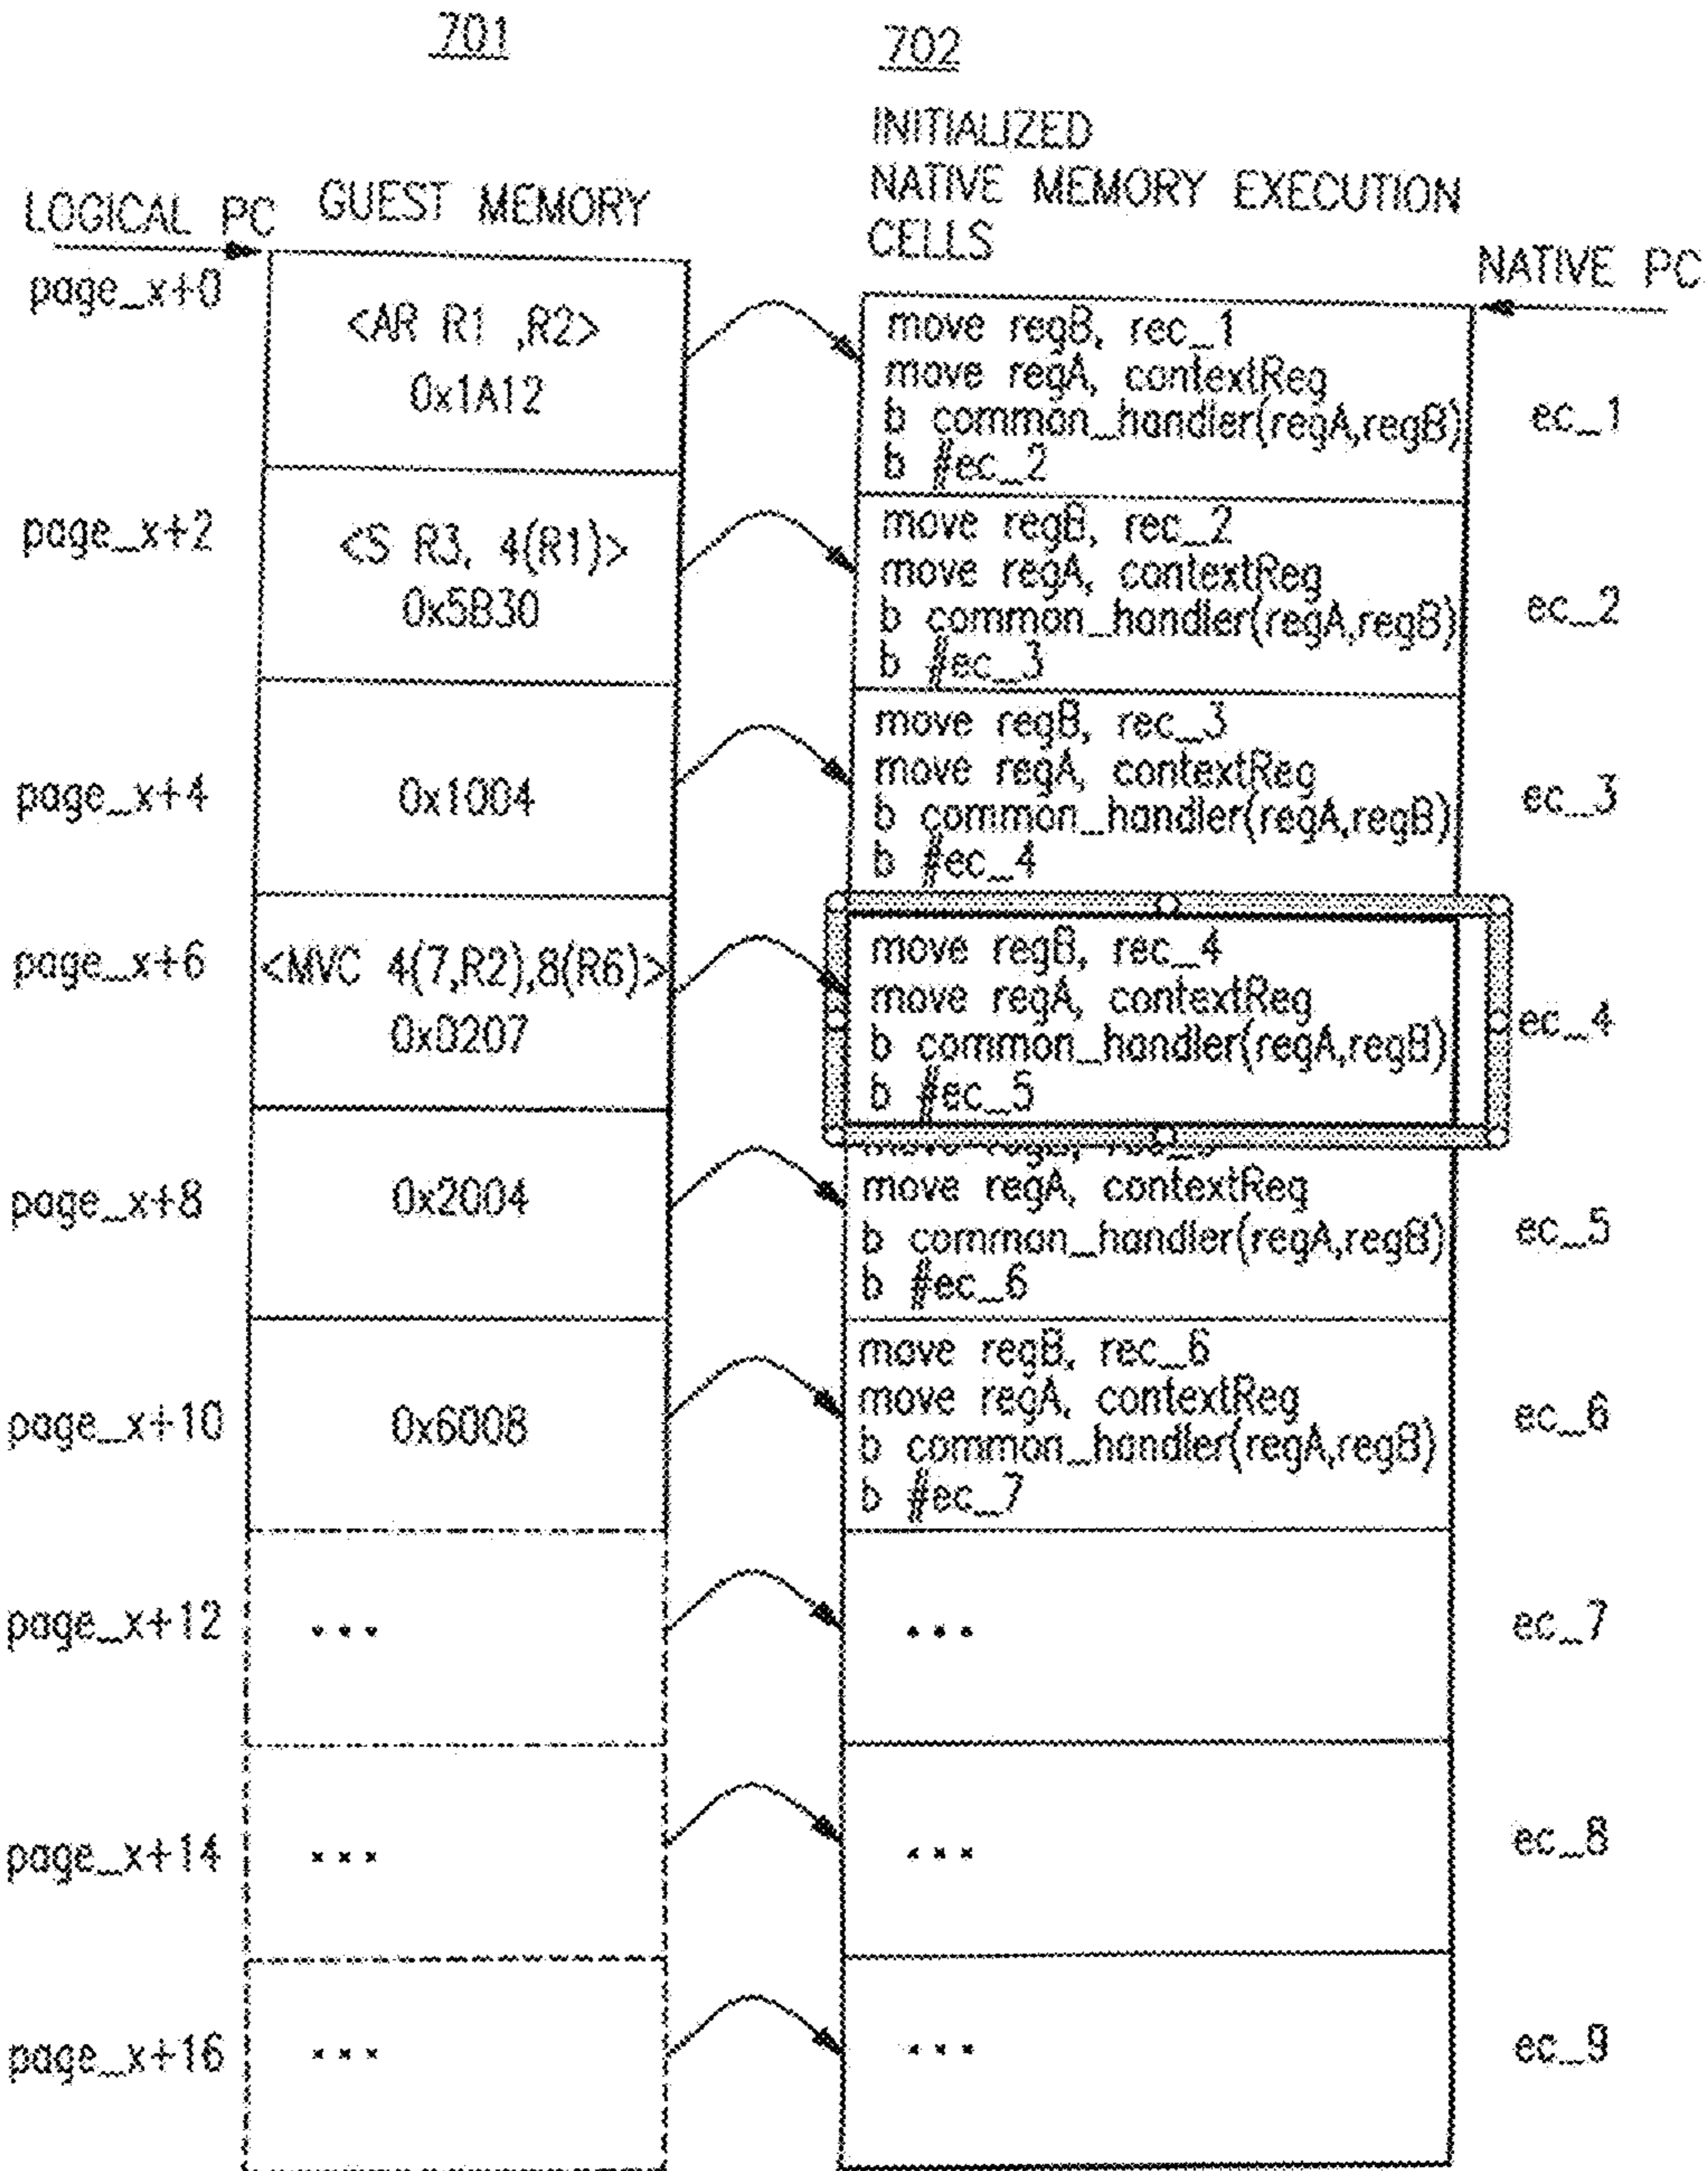 701
702
INITIALIZED
NATIVE MEMORY EXECUTION
CELLS
LOGICAL PC
GUEST MEMORY
NATIVE PC
page_x+0
<AR R1 ,R2>
0x1A12
move regB, rec_1
move regA, contextReg
b common_handler(regA,regB)
b #ec_2
ec_1
page_x+2
<S R3, 4(R1)>
0x5B30
move regB, rec_2
move regA, contextReg
b common_handler(regA,regB)
b #ec_3
ec_2
page_x+4
0x1004
move regB, rec_3
move regA, contextReg
b common_handler(regA,regB)
b #ec_4
ec_3
page_x+6
<MVC 4(7,R2),8(R6)>
0xD207
move regB, rec_4
move regA, contextReg
b common_handler(regA,regB)
b #ec_5
ec_4
page_x+8
0x2004
move regA, contextReg
b common_handler(regA,regB)
b #ec_6
ec_5
page_x+10
0x6008
move regB, rec_6
move regA, contextReg
b common_handler(regA,regB)
b #ec_7
ec_6
page_x+12
...
...
ec_7
page_x+14
...
...
ec_8
page_x+16
...
...
ec_9